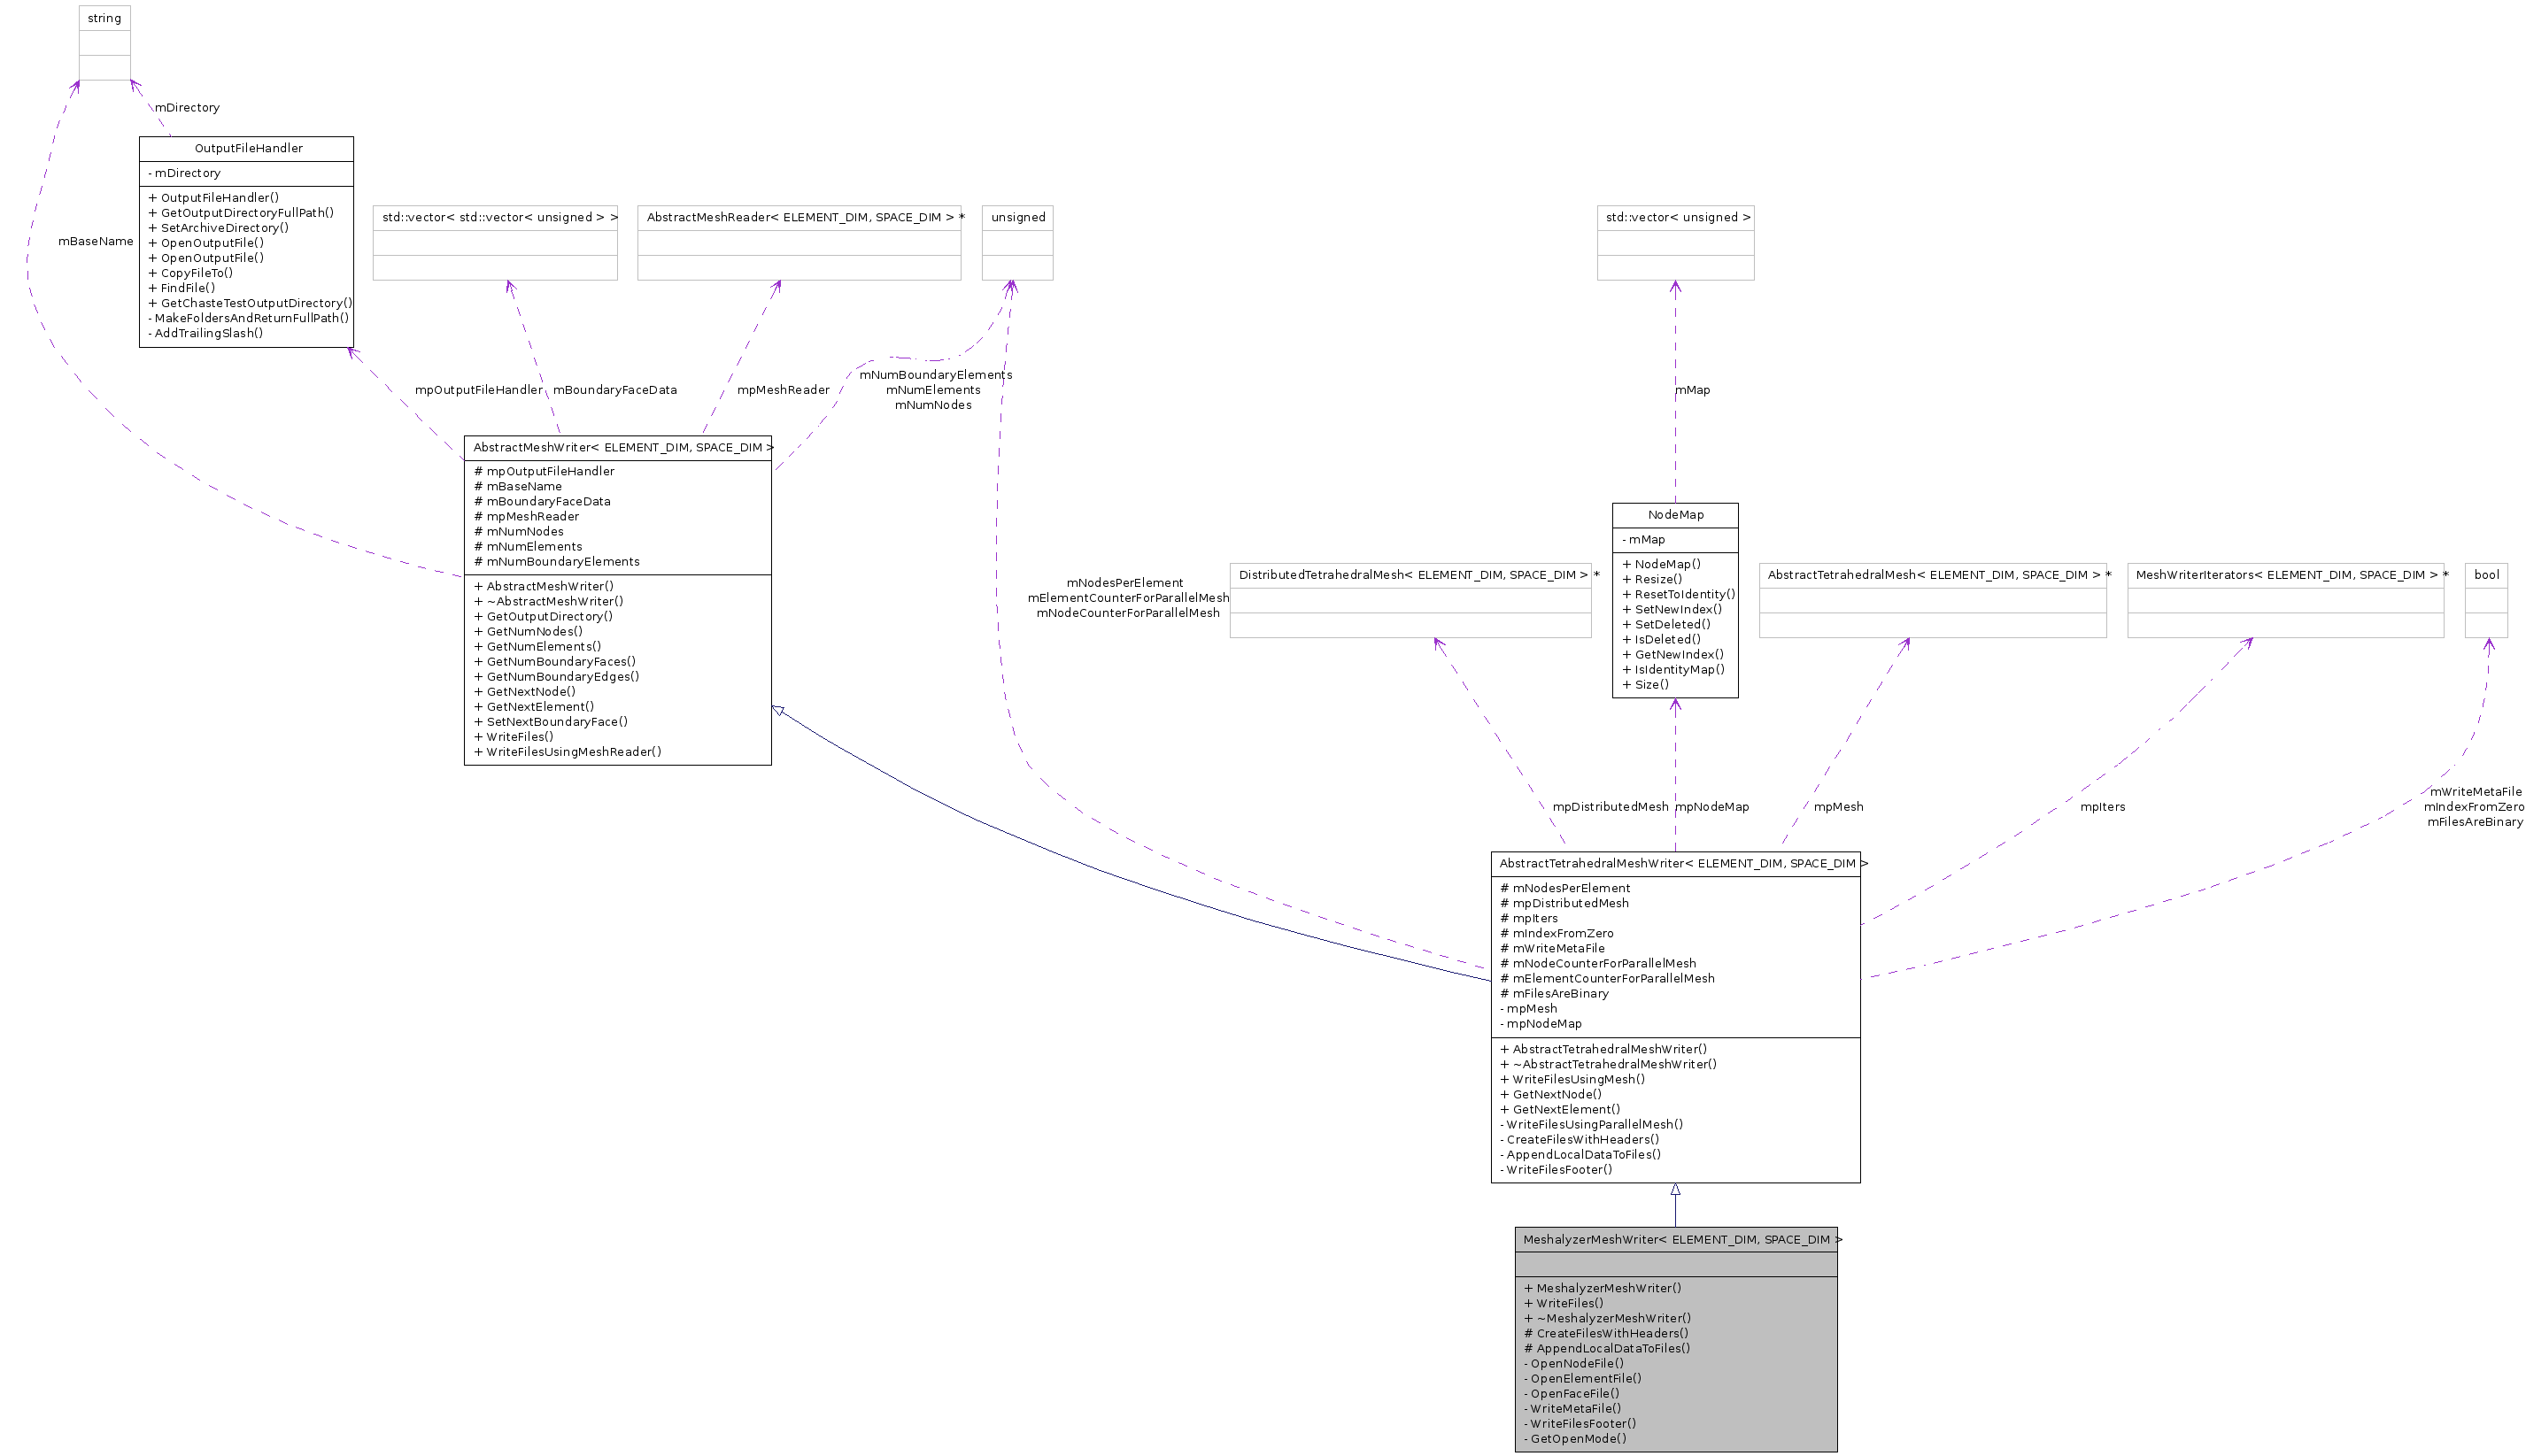 string
mDirectory
OutputFileHandler
- mDirectory
+ OutputFileHandler()
+ GetOutputDirectoryFullPath()
+ SetArchiveDirectory()
+ OpenOutputFile()
+ OpenOutputFile()
+ CopyFileTo()
+ FindFile()
+ GetChasteTestOutputDirectory()
- MakeFoldersAndReturnFullPath()
- AddTrailingSlash()
mBaseName
std::vector< std::vector< unsigned > >
AbstractMeshReader< ELEMENT_DIM, SPACE_DIM > *
unsigned
std::vector< unsigned >
mpOutputFileHandler
mBoundaryFaceData
mpMeshReader
mNumBoundaryElements
mNumElements
mNumNodes
mMap
AbstractMeshWriter< ELEMENT_DIM, SPACE_DIM >
# mpOutputFileHandler
# mBaseName
# mBoundaryFaceData
# mpMeshReader
# mNumNodes
# mNumElements
# mNumBoundaryElements
+ AbstractMeshWriter()
+ ~AbstractMeshWriter()
+ GetOutputDirectory()
+ GetNumNodes()
+ GetNumElements()
+ GetNumBoundaryFaces()
+ GetNumBoundaryEdges()
+ GetNextNode()
+ GetNextElement()
+ SetNextBoundaryFace()
+ WriteFiles()
+ WriteFilesUsingMeshReader()
mNodesPerElement
mElementCounterForParallelMesh
mNodeCounterForParallelMesh
DistributedTetrahedralMesh< ELEMENT_DIM, SPACE_DIM > *
NodeMap
- mMap
+ NodeMap()
+ Resize()
+ ResetToIdentity()
+ SetNewIndex()
+ SetDeleted()
+ IsDeleted()
+ GetNewIndex()
+ IsIdentityMap()
+ Size()
AbstractTetrahedralMesh< ELEMENT_DIM, SPACE_DIM > *
MeshWriterIterators< ELEMENT_DIM, SPACE_DIM > *
bool
mpDistributedMesh
mpNodeMap
mpMesh
mpIters
mWriteMetaFile
mIndexFromZero
mFilesAreBinary
AbstractTetrahedralMeshWriter< ELEMENT_DIM, SPACE_DIM >
# mNodesPerElement
# mpDistributedMesh
# mpIters
# mIndexFromZero
# mWriteMetaFile
# mNodeCounterForParallelMesh
# mElementCounterForParallelMesh
# mFilesAreBinary
- mpMesh
- mpNodeMap
+ AbstractTetrahedralMeshWriter()
+ ~AbstractTetrahedralMeshWriter()
+ WriteFilesUsingMesh()
+ GetNextNode()
+ GetNextElement()
- WriteFilesUsingParallelMesh()
- CreateFilesWithHeaders()
- AppendLocalDataToFiles()
- WriteFilesFooter()
MeshalyzerMeshWriter< ELEMENT_DIM, SPACE_DIM >
+ MeshalyzerMeshWriter()
+ WriteFiles()
+ ~MeshalyzerMeshWriter()
# CreateFilesWithHeaders()
# AppendLocalDataToFiles()
- OpenNodeFile()
- OpenElementFile()
- OpenFaceFile()
- WriteMetaFile()
- WriteFilesFooter()
- GetOpenMode()